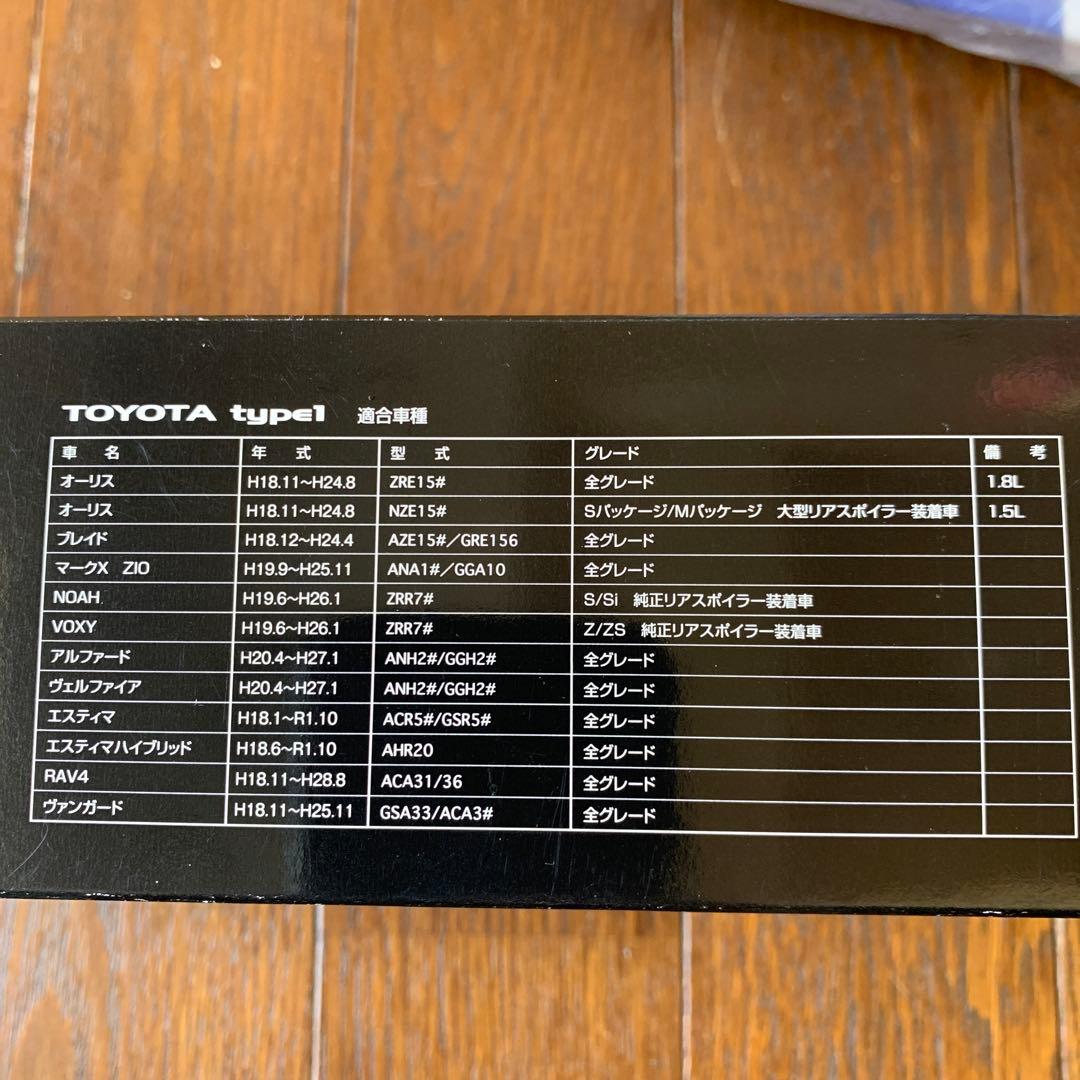 TOYOTA type1 適合車種
車名 年式 型式 グレード 備考
オーリス H18.11～H24.8 ZRE15# 全グレード 1.8L
オーリス H18.11～H24.8 NZE15# Sパッケージ/Mパッケージ 大型リアスポイラー装着車 1.5L
ブレイド H18.12～H24.4 AZE15#／GRE156 全グレード
マークX ZIO H19.9～H25.11 ANA1#／GGA10 全グレード
NOAH H19.6～H26.1 ZRR7# S/Si 純正リアスポイラー装着車
VOXY H19.6～H26.1 ZRR7# Z/ZS 純正リアスポイラー装着車
アルファード H20.4～H27.1 ANH2#/GGH2# 全グレード
ヴェルファイア H20.4～H27.1 ANH2#/GGH2# 全グレード
エスティマ H18.1～R1.10 ACR5#/GSR5# 全グレード
エスティマハイブリッド H18.6～R1.10 AHR20 全グレード
RAV4 H18.11～H28.8 ACA31/36 全グレード
ヴァンガード H18.11～H25.11 GSA33/ACA3# 全グレード